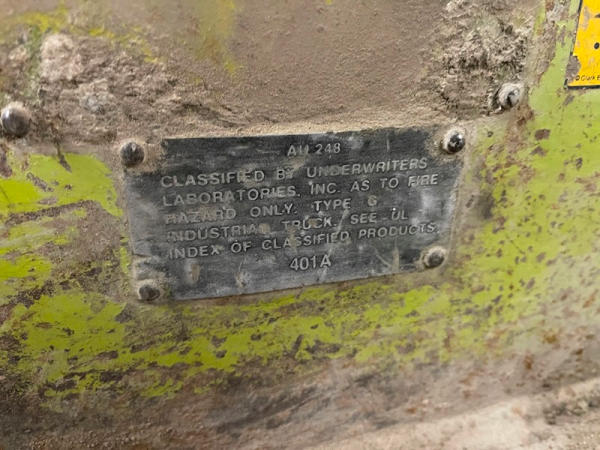 AU 248
CLASSIFIED BY UNDERWRITERS
LABORATORIES, INC. AS TO FIRE
HAZARD ONLY. TYPE G
INDUSTRIAL TRUCK. SEE UL
INDEX OF CLASSIFIED PRODUCTS.
401A
©Clark E